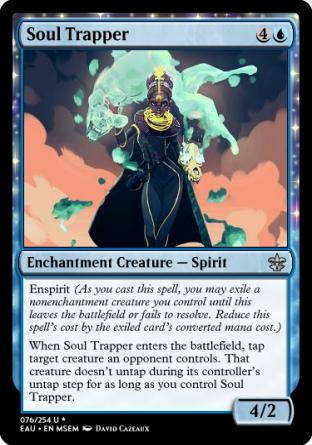 Soul Trapper 4
Enchantment Creature — Spirit
Enspirit (As you cast this spell, you may exile a
nonenchantment creature you control until this
leaves the battlefield or fails to resolve. Reduce this
spell's cost by the exiled card's converted mana cost.)
When Soul Trapper enters the battlefield, tap
target creature an opponent controls. That
creature doesn't untap during its controller's
untap step for as long as you control Soul
Trapper.
4/2
076/254 U *
EAU • EN MSEM DAVID CAZEAUX